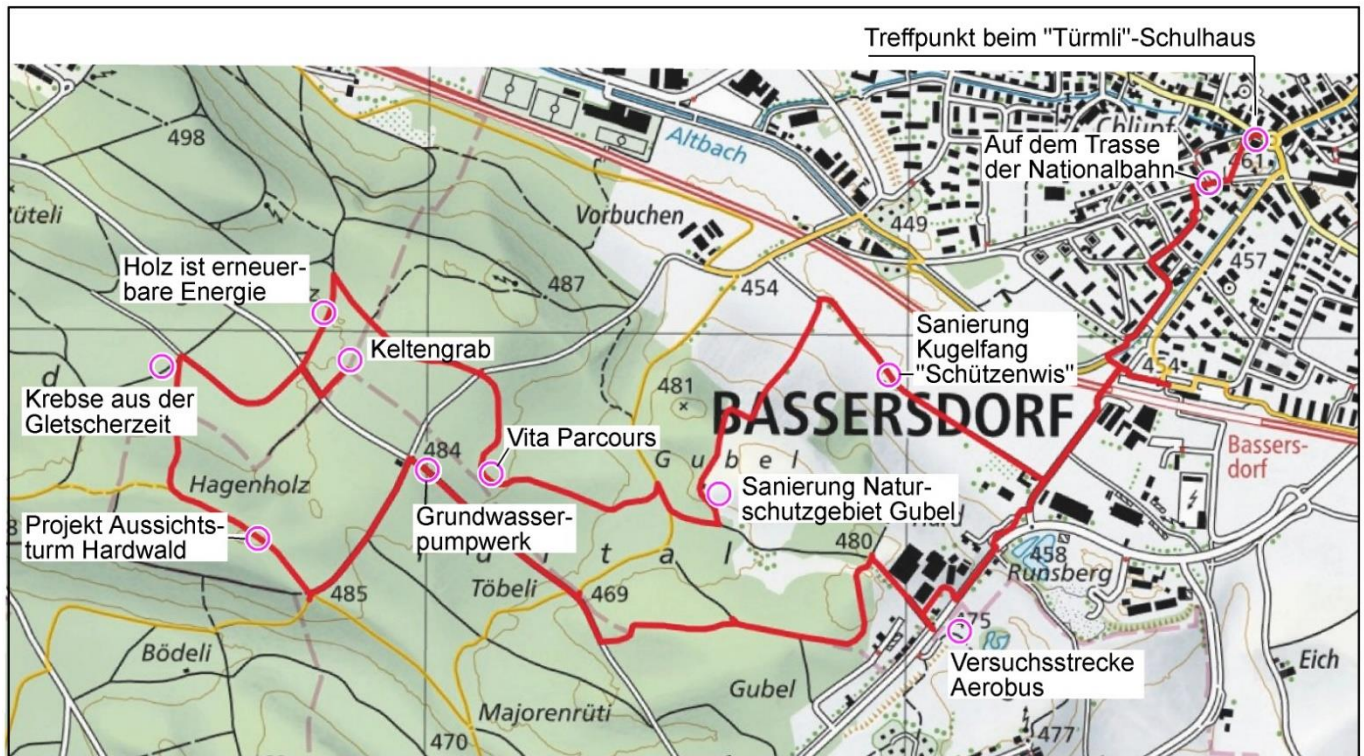 Treffpunkt beim "Türmli"-Schulhaus
Altbach
Auf dem Trasse
der Nationalbahn
461
498
Vorbuchen
449
457
Holz ist erneuer-
bare Energie
487
454
Keltengrab
Sanierung
Kugelfang
"Schützenwis"
454
d
Krebse aus der
Gletscherzeit
481
BASSERSDORF
Bassers-
dorf
484
Vita Parcours
Gubel
Hagenholz
Sanierung Natur-
schutzgebiet Gubel
Projekt Aussichts-
turm Hardwald
Grundwasser-
pumpwerk
480
458
Runsberg
Töbeli
469
485
475
Bödeli
Versuchsstrecke
Aerobus
Eich
Gubel
Majorenrüti
470
477